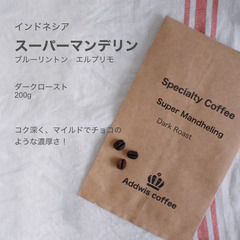 インドネシア
スーパーマンデリン
ブルーリントン　エルプリモ
ダークロースト
200g
コク深く、マイルドでチョコの
ような濃厚さ！
Specialty Coffee
Super Mandheling
Dark Roast
Addwis coffee